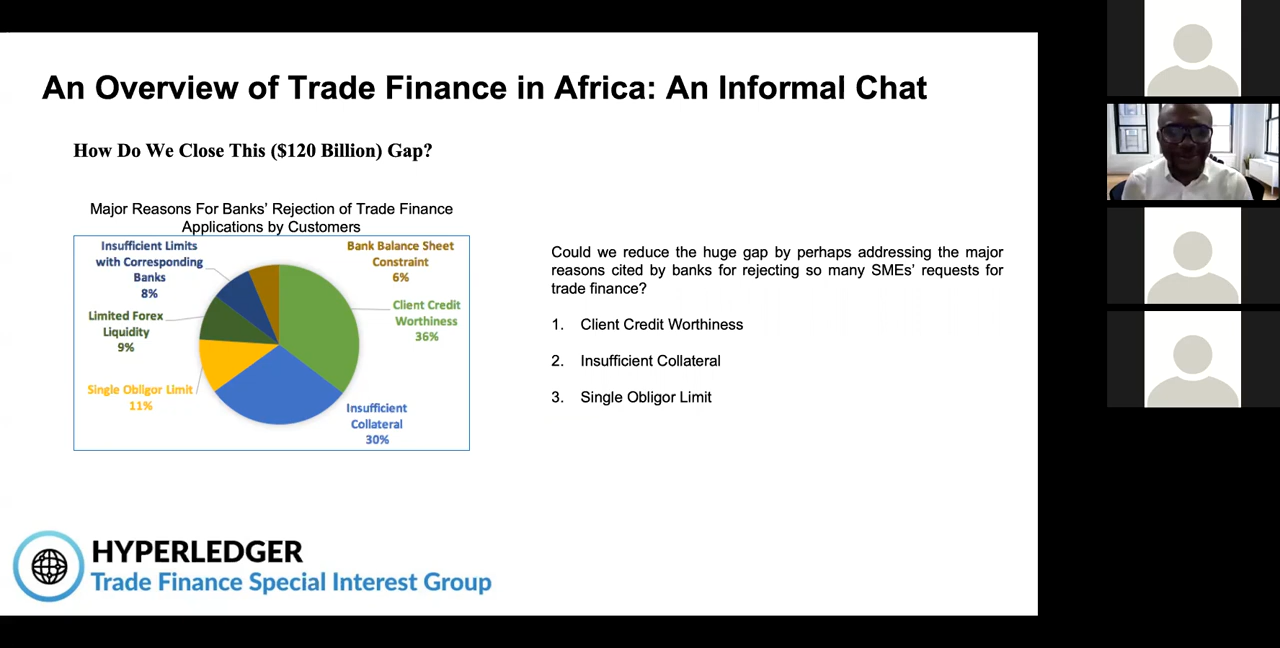 An Overview of Trade Finance in Africa: An Informal Chat
How Do We Close This ($120 Billion) Gap?
Major Reasons For Banks’ Rejection of Trade Finance
Applications by Customers
Insufficient Limits
with Corresponding
Banks
8%
Bank Balance Sheet
Constraint
6%
Limited Forex
Liquidity
9%
Client Credit
Worthiness
36%
Single Obligor Limit
11%
Insufficient
Collateral
30%
Could we reduce the huge gap by perhaps addressing the major
reasons cited by banks for rejecting so many SMEs’ requests for
trade finance?
1. Client Credit Worthiness
2. Insufficient Collateral
3. Single Obligor Limit
HYPERLEDGER
Trade Finance Special Interest Group